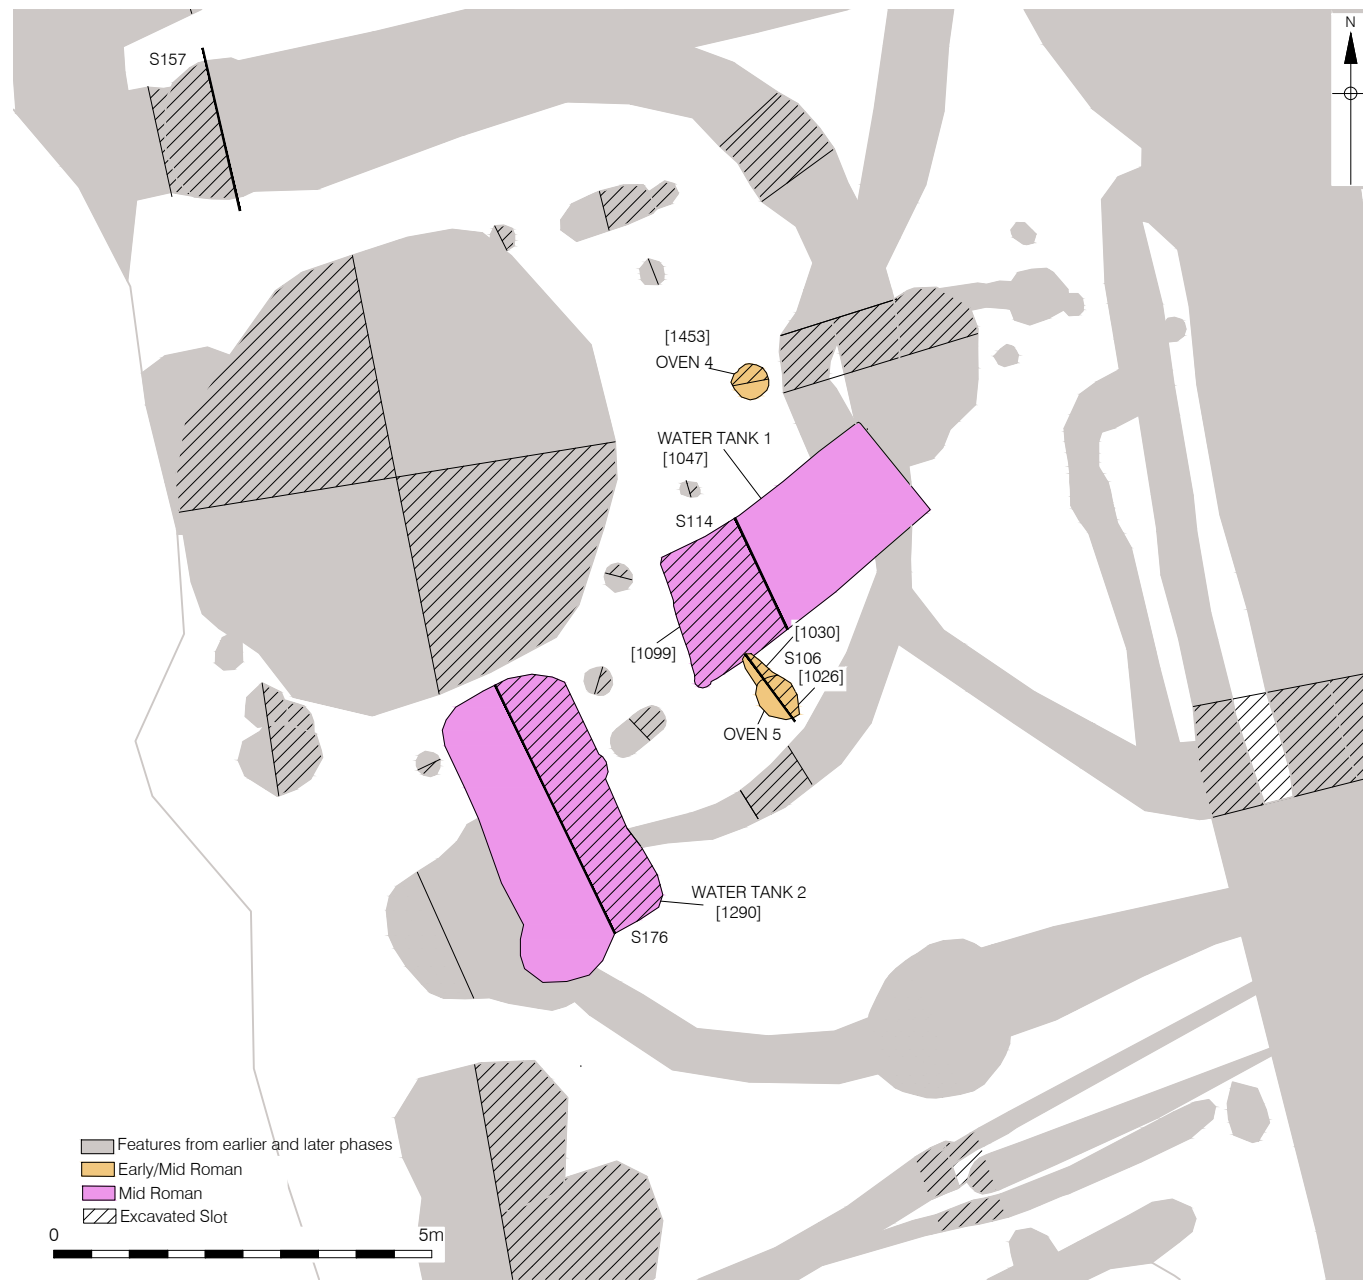 N
S157
[1453]
OVEN 4
WATER TANK 1
[1047]
S114
[1030]
[1099]
S106
[1026]
OVEN 5
WATER TANK 2
[1290]
S176
Features from earlier and later phases
Early/Mid Roman
Mid Roman
Excavated Slot
0 5m